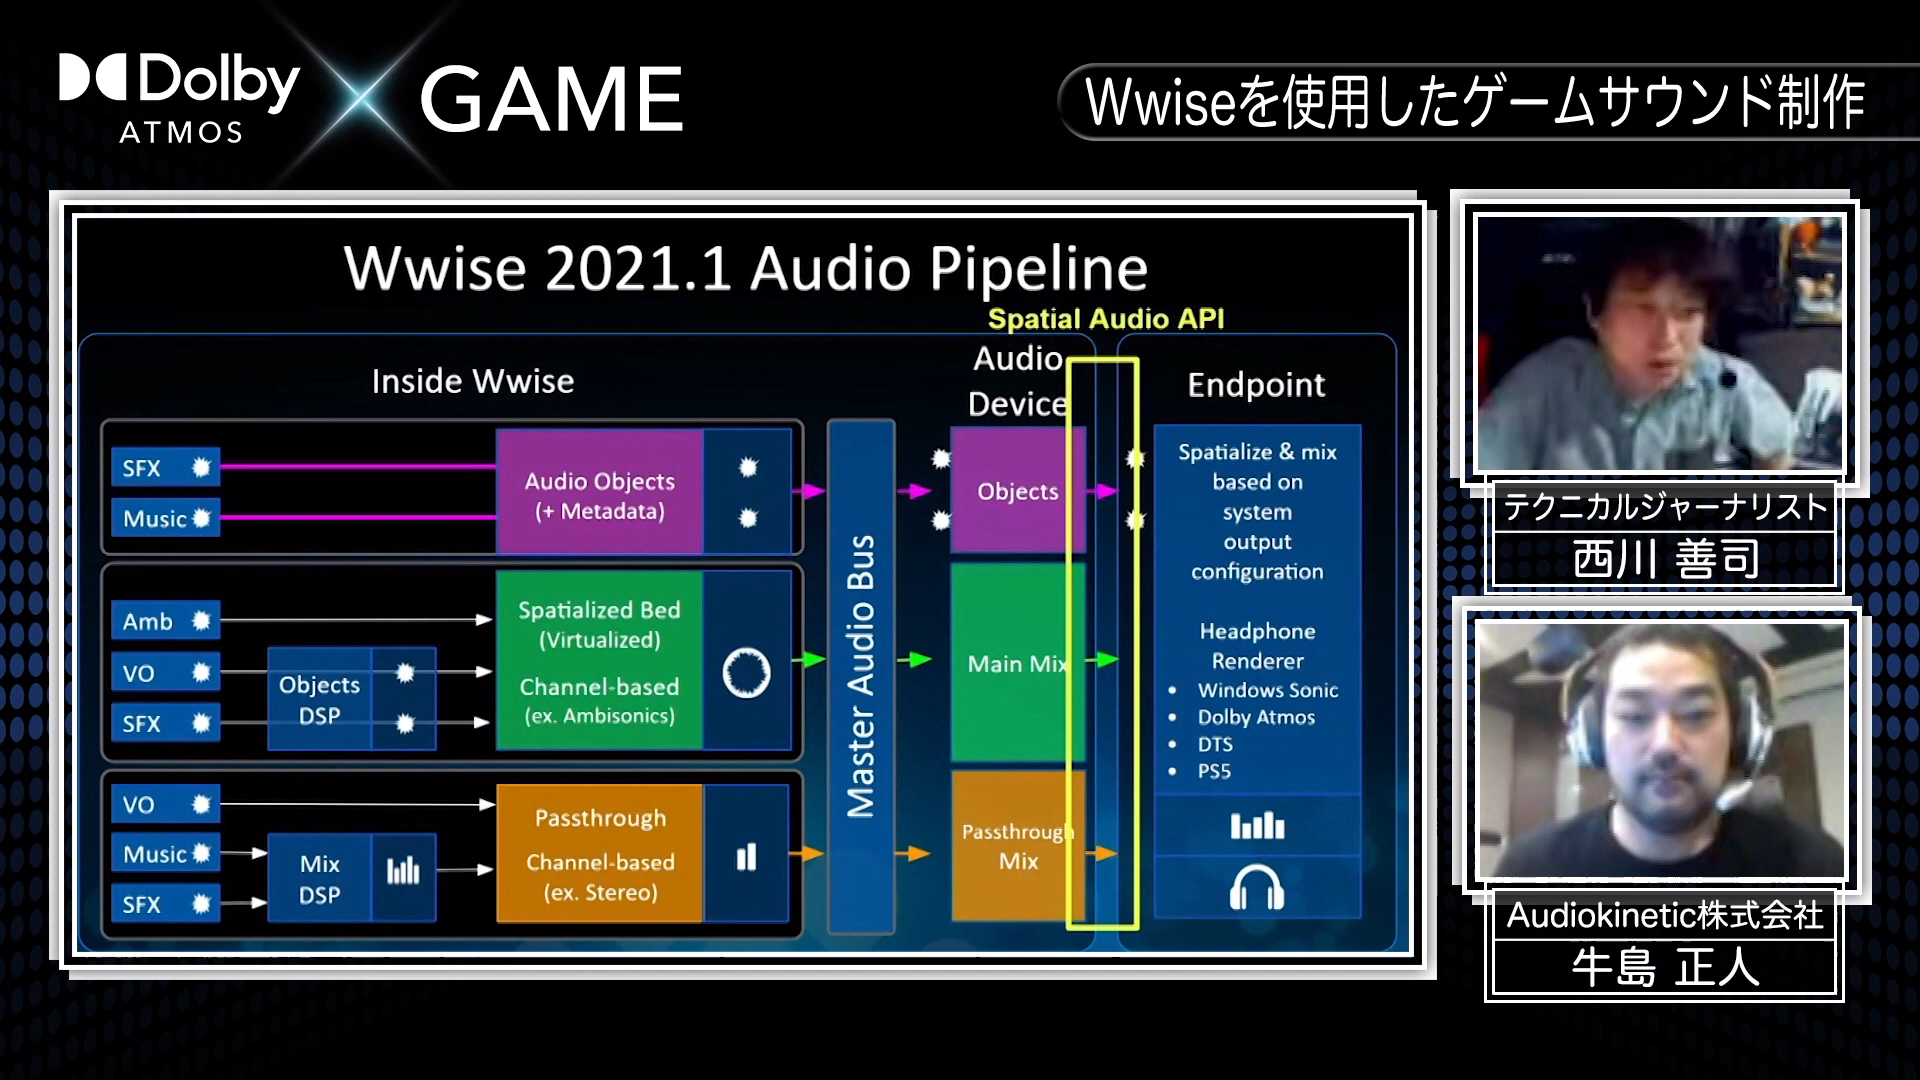 Dolby
ATMOS
GAME
Wwiseを使用したゲームサウンド制作
Wwise 2021.1 Audio Pipeline
Spatial Audio API
Inside Wwise
Audio
Device
Endpoint
SFX
Music
Audio Objects
(+ Metadata)
Amb
VO
SFX
Objects
DSP
Spatialized Bed
(Virtualized)
Channel-based
(ex. Ambisonics)
VO
Music
SFX
Mix
DSP
Passthrough
Channel-based
(ex. Stereo)
Master Audio Bus
Objects
Main Mix
Passthrough
Mix
Spatialize & mix
based on
system
output
configuration
Headphone
Renderer
• Windows Sonic
• Dolby Atmos
• DTS
• PS5
テクニカルジャーナリスト
西川 善司
Audiokinetic株式会社
牛島 正人